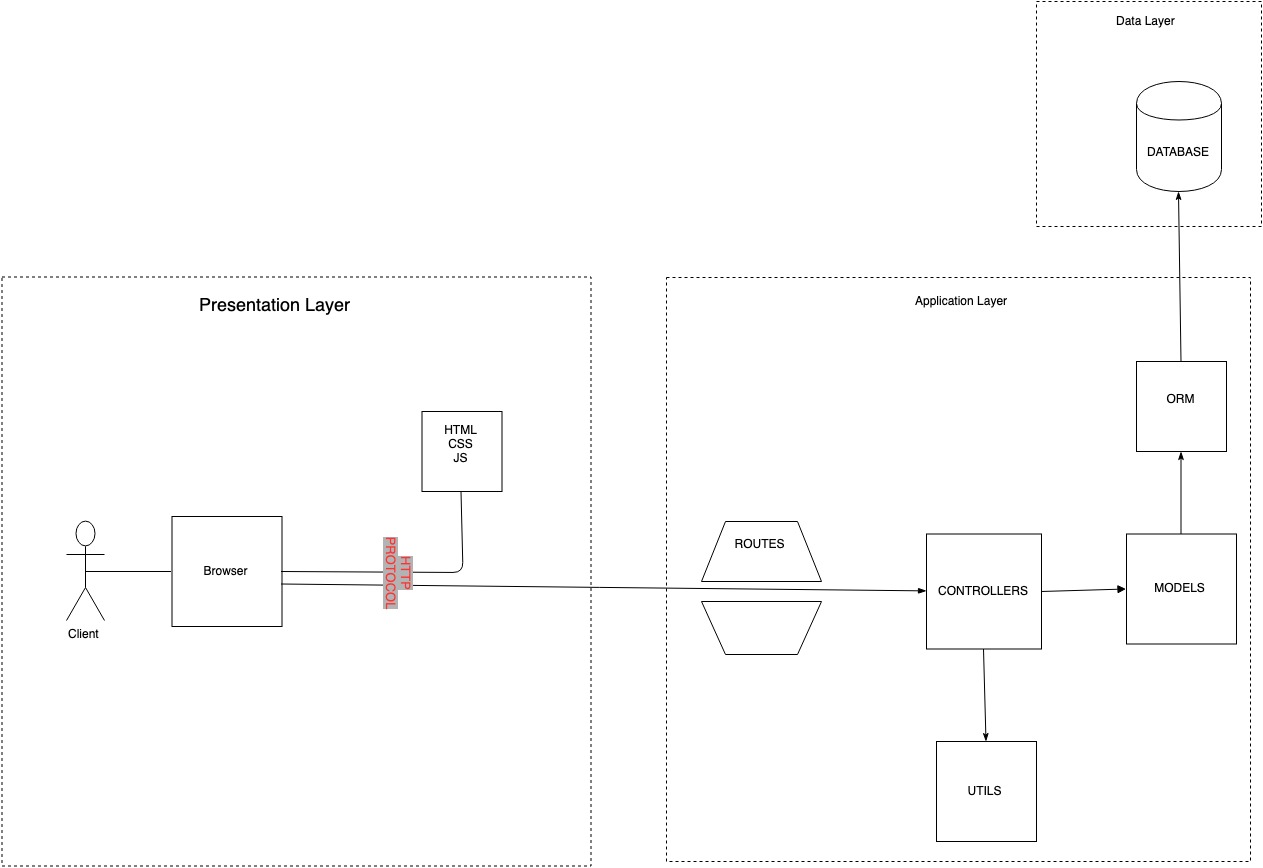 Data Layer
DATABASE
Presentation Layer
Application Layer
ORM
HTML
CSS
JS
ROUTES
HTTP
PROTOCOL
Browser
CONTROLLERS
MODELS
Client
UTILS